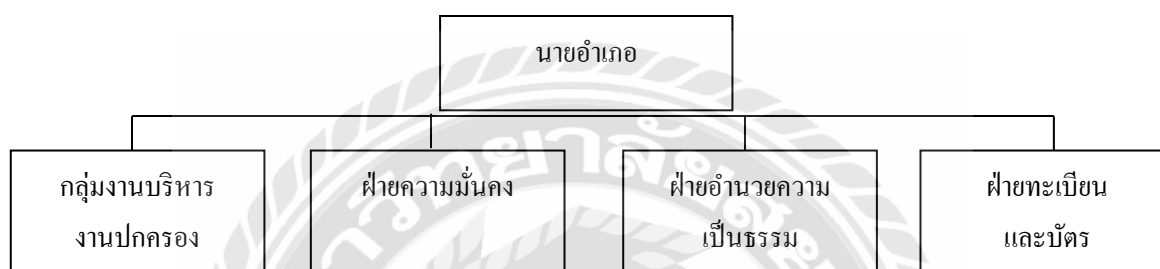 นายอำเภอ
กลุ่มงานบริหาร
งานปกครอง
ฝ่ายความมั่นคง
ฝ่ายอำนวยความ
เป็นธรรม
ฝ่ายทะเบียน
และบัตร